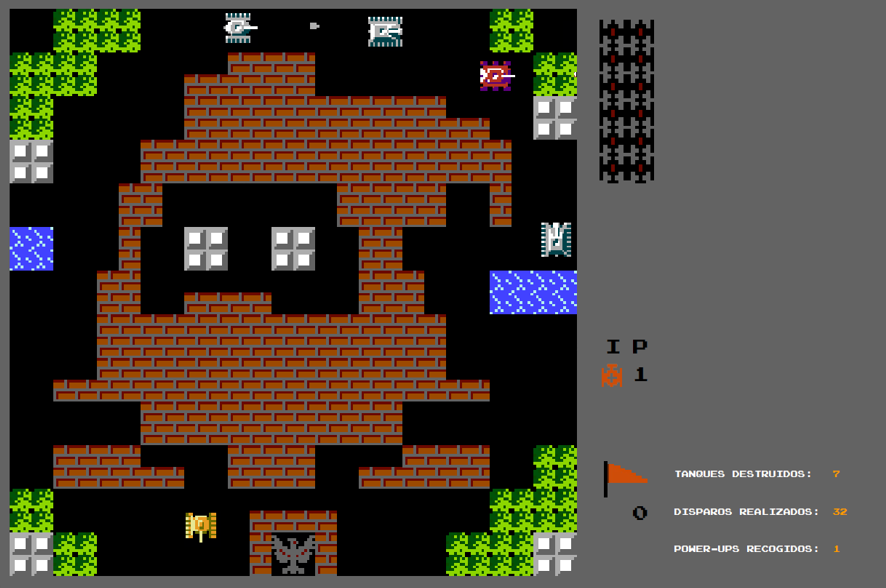 I P
1
TANQUES DESTRUIDOS: 7
0 DISPAROS REALIZADOS: 32
POWER-UPS RECOGIDOS: 1